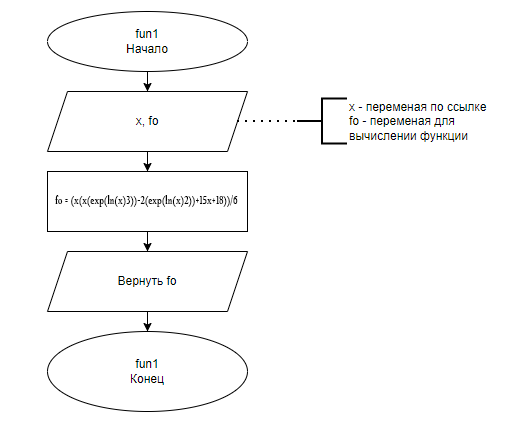 fun1
Начало
x, fo
x - переменая по ссылке
fo - переменая для
вычислении функции
fo = (x(x(exp(ln(x)3))-2(exp(ln(x)2))+15x+18))/6
Вернуть fo
fun1
Конец